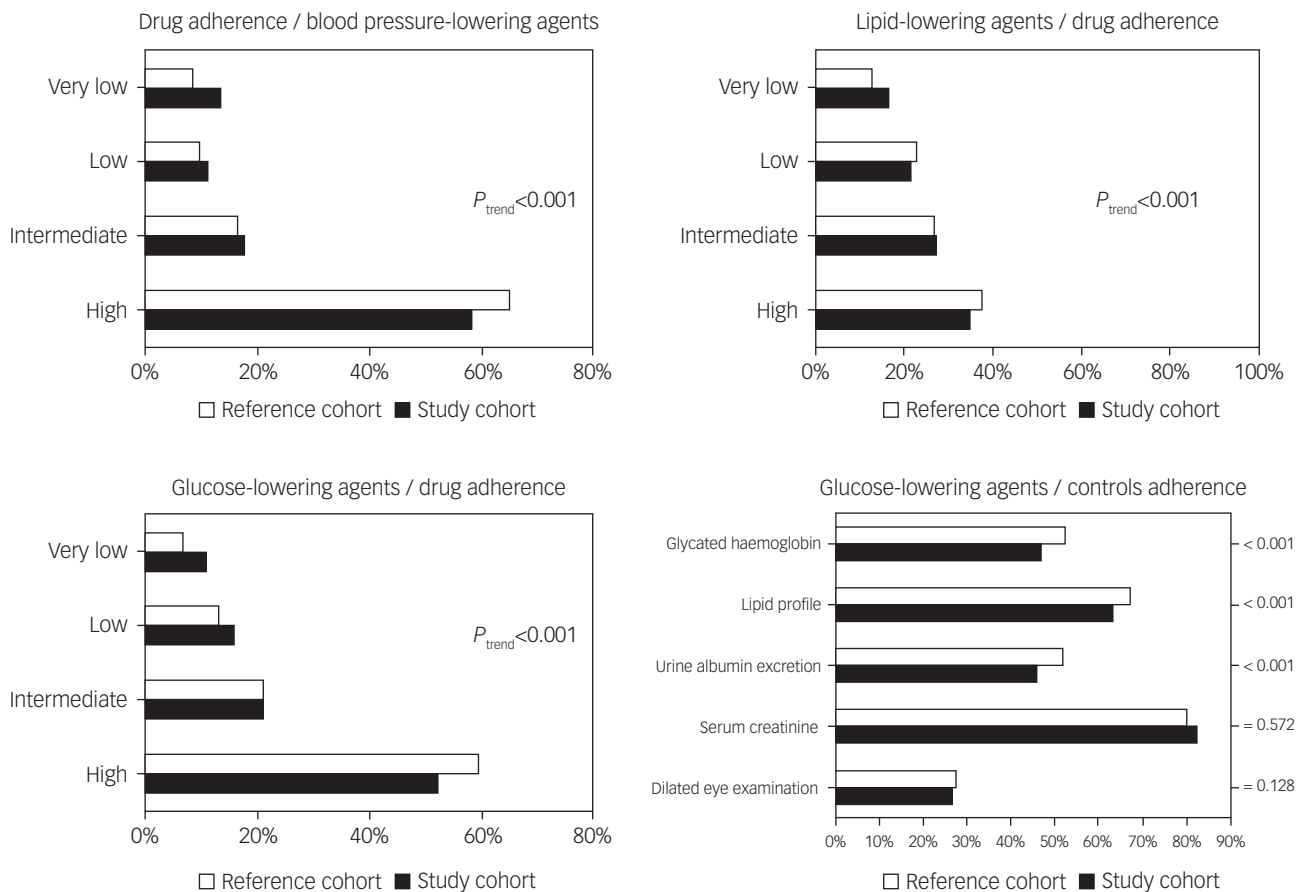 Drug adherence / blood pressure-lowering agents
Very low
Low
Intermediate
High
P trend<0.001
0% 20% 40% 60% 80%
Reference cohort Study cohort
Lipid-lowering agents / drug adherence
Very low
Low
Intermediate
High
P trend<0.001
0% 20% 40% 60% 80% 100%
Reference cohort Study cohort
Glucose-lowering agents / drug adherence
Very low
Low
Intermediate
High
P trend<0.001
0% 20% 40% 60% 80%
Reference cohort Study cohort
Glucose-lowering agents / controls adherence
Glycated haemoglobin < 0.001
Lipid profile < 0.001
Urine albumin excretion < 0.001
Serum creatinine = 0.572
Dilated eye examination = 0.128
0% 10% 20% 30% 40% 50% 60% 70% 80% 90%
Reference cohort Study cohort